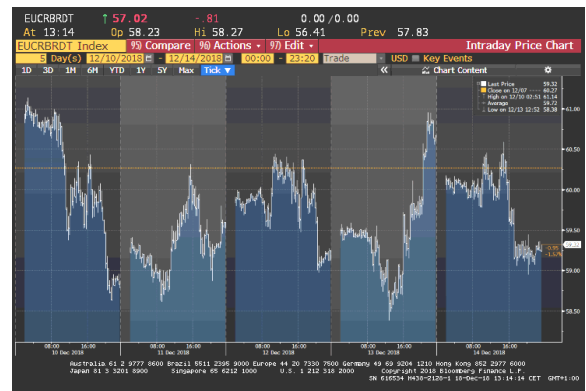 EUCRBRDT ↑ 57.02 -.81 0.00/0.00
At 13:14 Op 58.23 Hi 58.27 Lo 56.41 Prev 57.83
EUCRBRDT Index 95) Compare 96) Actions 97) Edit Intraday Price Chart
5 Day(s) 12/10/2018 - 12/14/2018 00:00 - 23:20 Trade USD Key Events
1D 3D 1M 6M YTD 1Y 5Y Max Tick ▼ « Chart Content
Last Price 59.32
Close on 12/07 ---- 60.27
High on 12/10 02:51 61.14
Average 59.72
Low on 12/13 12:52 58.38
61.00
60.50
60.00
59.50
59.32
-0.95
-1.57%
59.00
58.50
08:00 16:00 08:00 16:00 08:00 16:00 08:00 16:00 08:00 16:00
10 Dec 2018 11 Dec 2018 12 Dec 2018 13 Dec 2018 14 Dec 2018
Australia 61 2 9777 8600 Brazil 5511 2395 9000 Europe 44 20 7330 7500 Germany 49 69 9204 1210 Hong Kong 852 2977 6000
Japan 81 3 3201 8900 Singapore 65 6212 1000 U.S. 1 212 318 2000 Copyright 2018 Bloomberg Finance L.P.
SN 616534 H438-2128-1 18-Dec-18 13:14:14 CET GMT+1:00